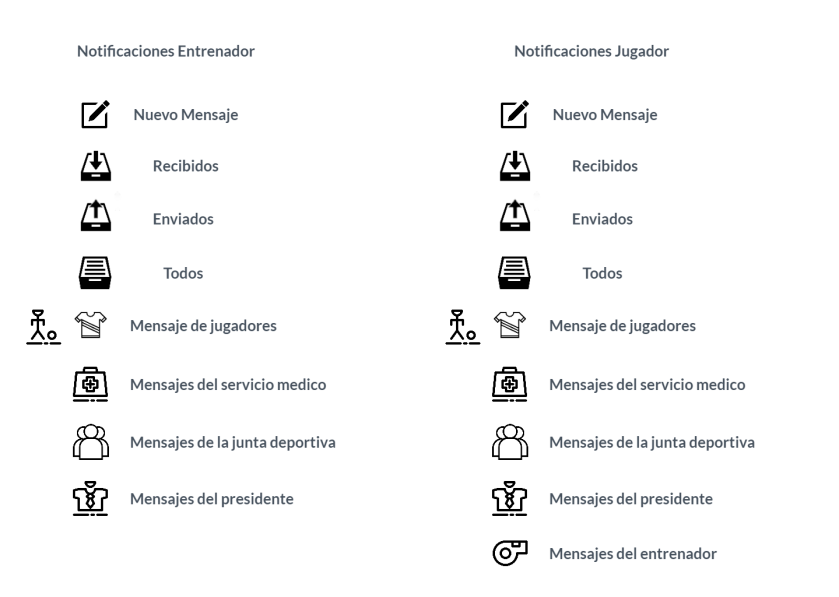 Notificaciones Entrenador
Nuevo Mensaje
Recibidos
Enviados
Todos
Mensaje de jugadores
Mensajes del servicio medico
Mensajes de la junta deportiva
Mensajes del presidente
Notificaciones Jugador
Nuevo Mensaje
Recibidos
Enviados
Todos
Mensaje de jugadores
Mensajes del servicio medico
Mensajes de la junta deportiva
Mensajes del presidente
Mensajes del entrenador